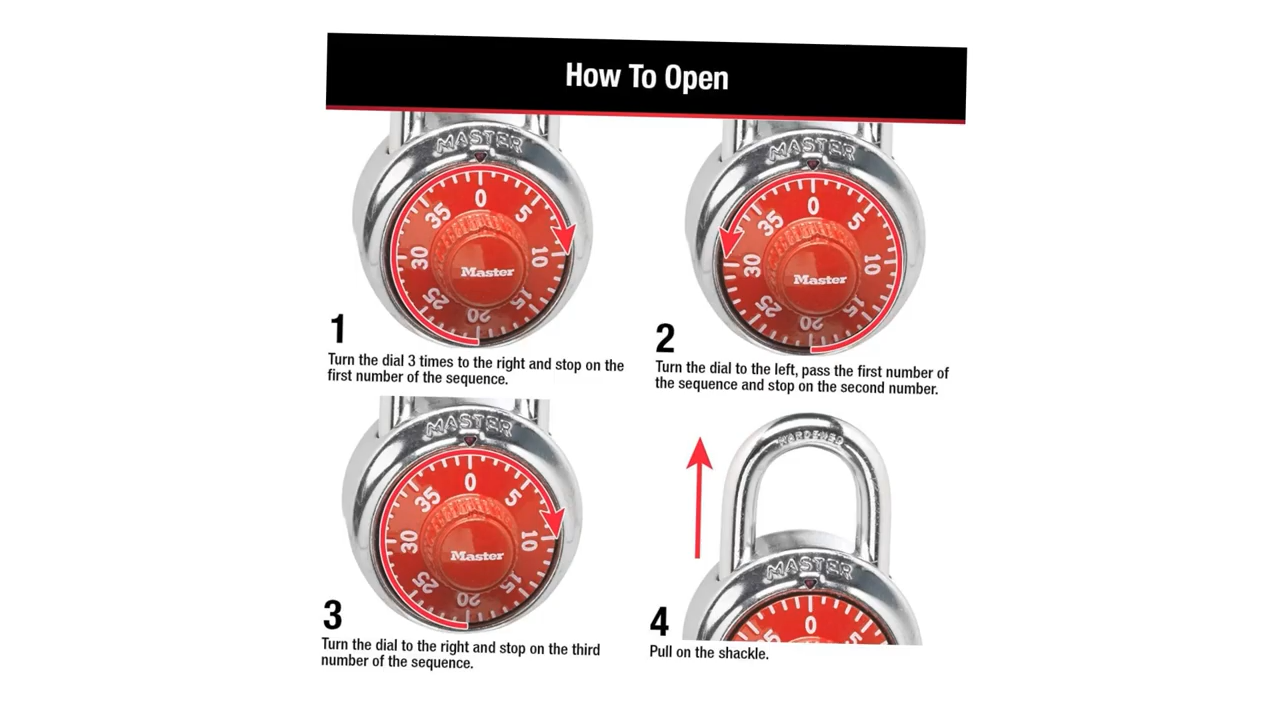 How To Open
MASTER
0
5
10
15
20
25
30
35
Master
1
Turn the dial 3 times to the right and stop on the
first number of the sequence.
MASTER
0
5
10
15
20
25
30
35
Master
2
Turn the dial to the left, pass the first number of
the sequence and stop on the second number.
MASTER
0
5
10
15
20
25
30
35
Master
3
Turn the dial to the right and stop on the third
number of the sequence.
HARDENED
MASTER
0
5
35
4
Pull on the shackle.